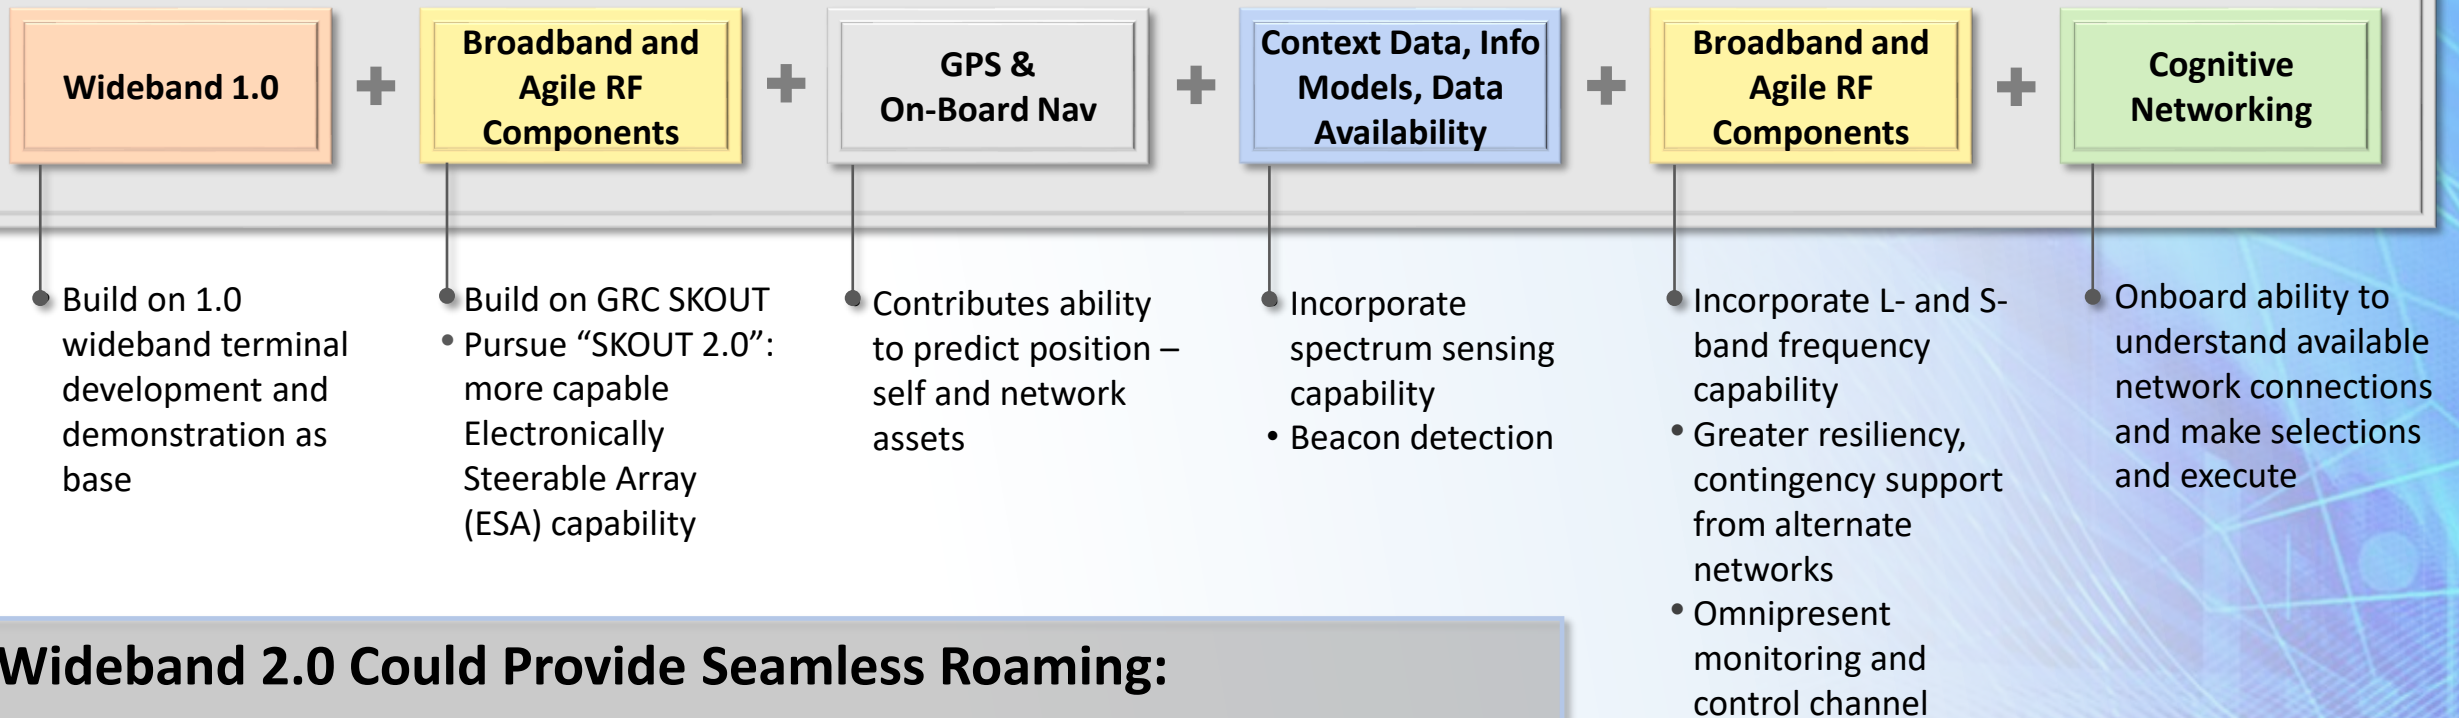 Wideband 1.0
Broadband and
Agile RF
Components
GPS &
On-Board Nav
Context Data, Info
Models, Data
Availability
Broadband and
Agile RF
Components
Cognitive
Networking
Build on 1.0
wideband terminal
development and
demonstration as
base
Build on GRC SKOUT
• Pursue “SKOUT 2.0”:
more capable
Electronically
Steerable Array
(ESA) capability
Contributes ability
to predict position –
self and network
assets
Incorporate
spectrum sensing
capability
• Beacon detection
Incorporate L- and S-
band frequency
capability
• Greater resiliency,
contingency support
from alternate
networks
• Omnipresent
monitoring and
control channel
Onboard ability to
understand available
network connections
and make selections
and execute
Wideband 2.0 Could Provide Seamless Roaming: